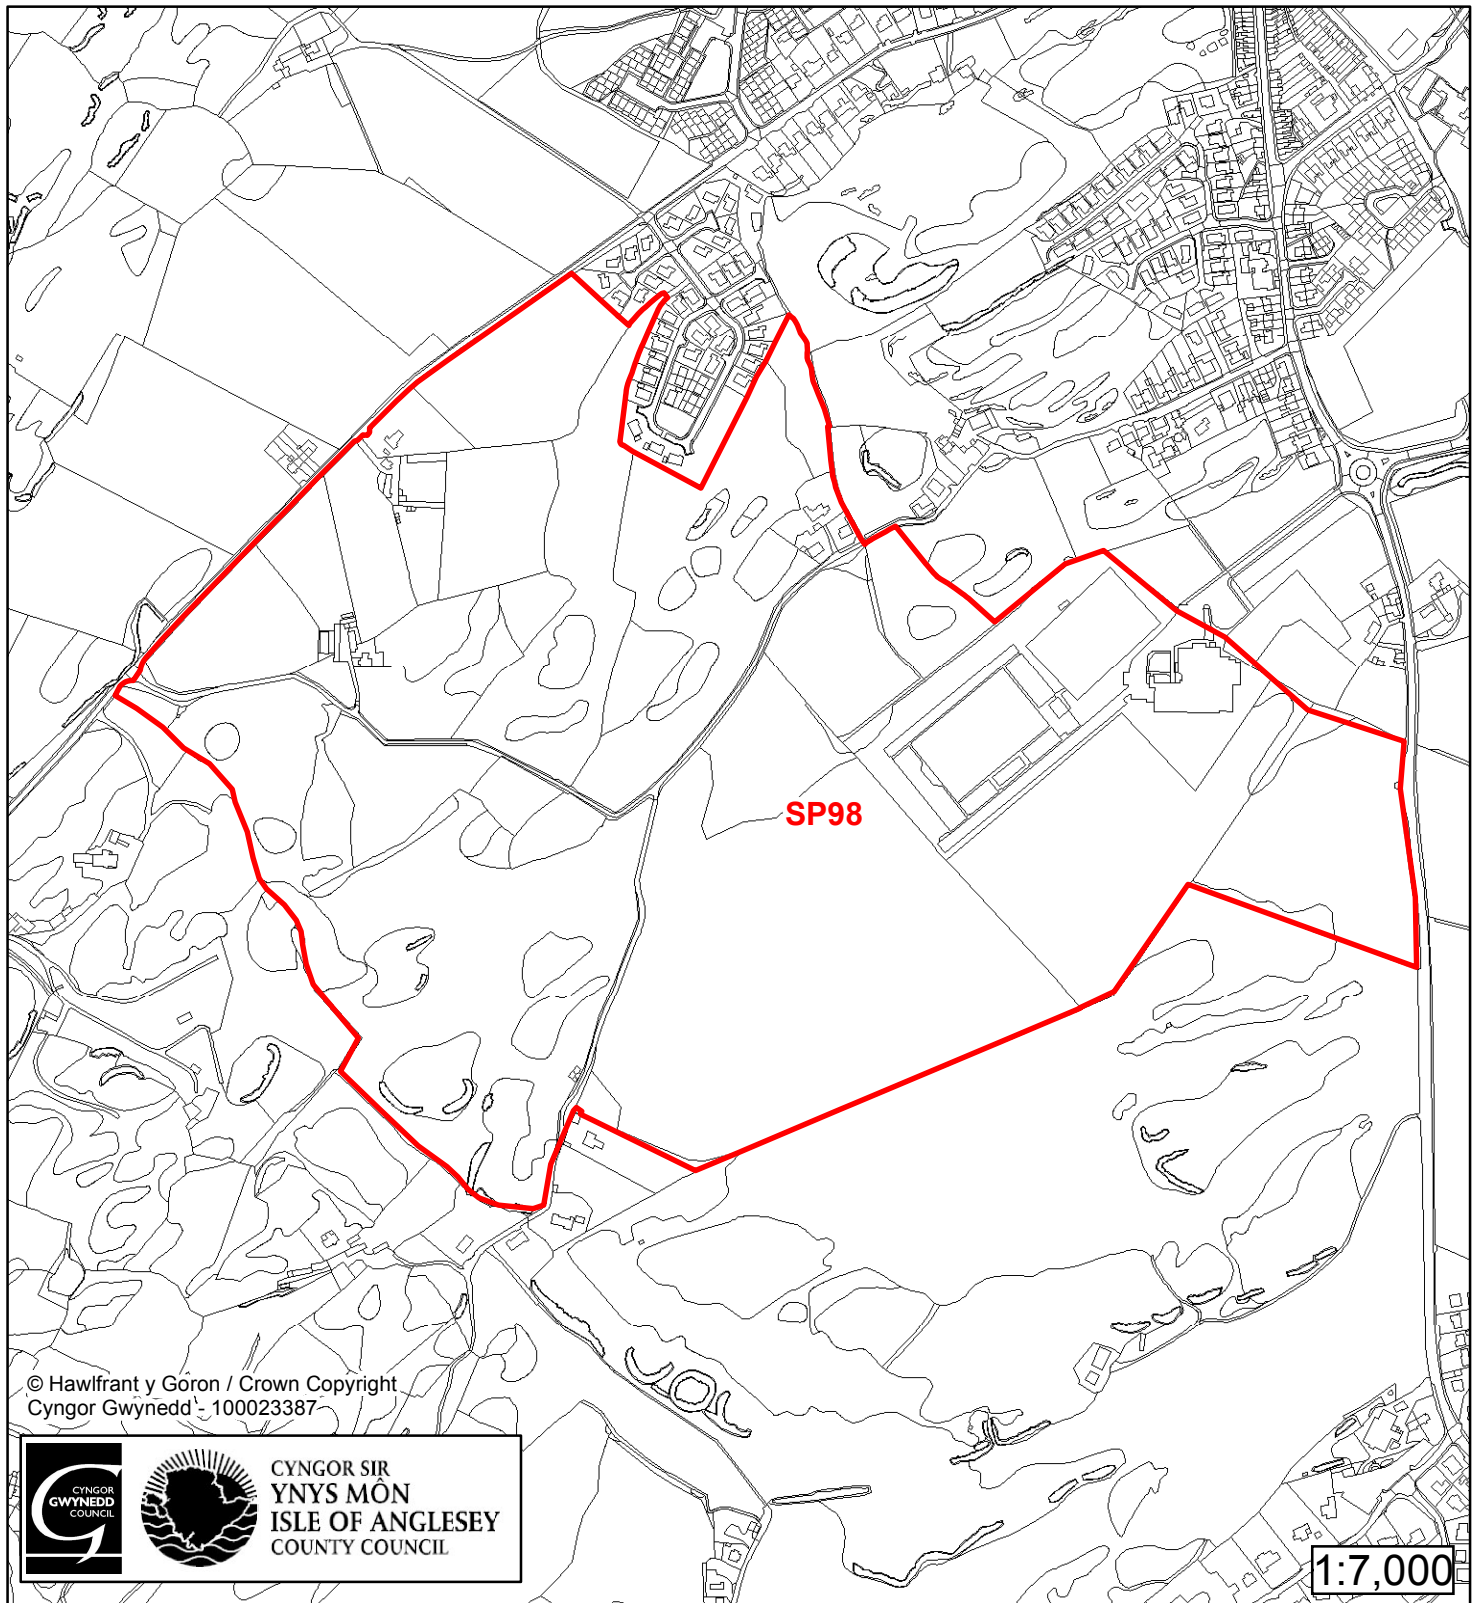 SP98
© Hawlfraint y Goron / Crown Copyright
Cyngor Gwynedd - 100023387
CYNGOR
GWYNEDD
COUNCIL
CYNGOR SIR
YNYS MÔN
ISLE OF ANGLESEY
COUNTY COUNCIL
1:7,000